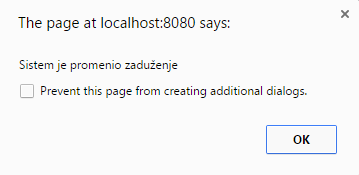 The page at localhost:8080 says:
Sistem je promenio zaduženje
Prevent this page from creating additional dialogs.
OK